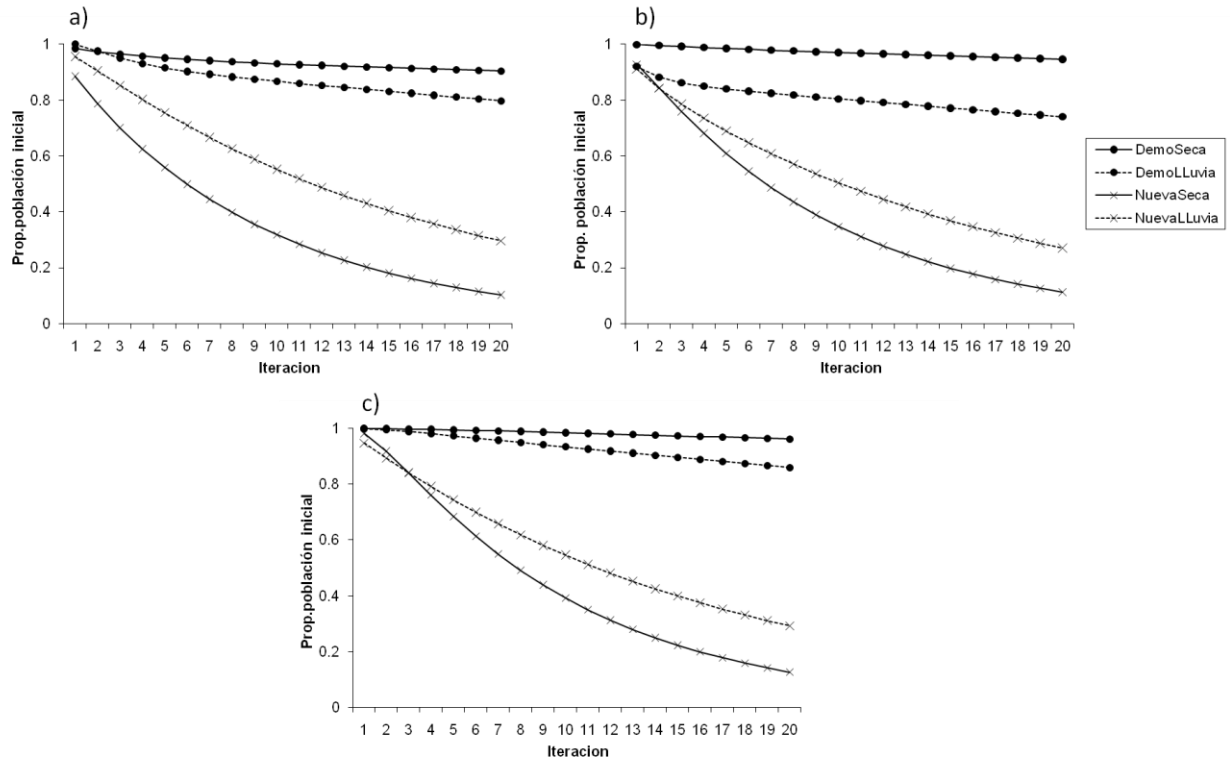 a)
Prop.población inicial
1
0.8
0.6
0.4
0.2
0
1 2 3 4 5 6 7 8 9 10 11 12 13 14 15 16 17 18 19 20
Iteracion
b)
Prop. población inicial
1
0.8
0.6
0.4
0.2
0
1 2 3 4 5 6 7 8 9 10 11 12 13 14 15 16 17 18 19 20
Iteracion
DemoSeca
DemoLLuvia
NuevaSeca
NuevaLLuvia
c)
Prop.población inicial
1
0.8
0.6
0.4
0.2
0
1 2 3 4 5 6 7 8 9 10 11 12 13 14 15 16 17 18 19 20
Iteracion